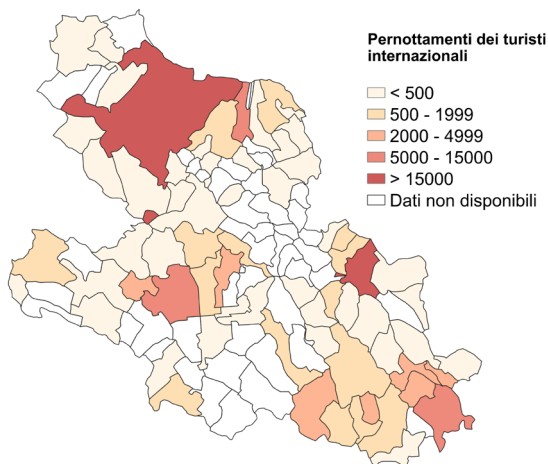 Pernottamenti dei turisti
internazionali
< 500
500 - 1999
2000 - 4999
5000 - 15000
> 15000
Dati non disponibili